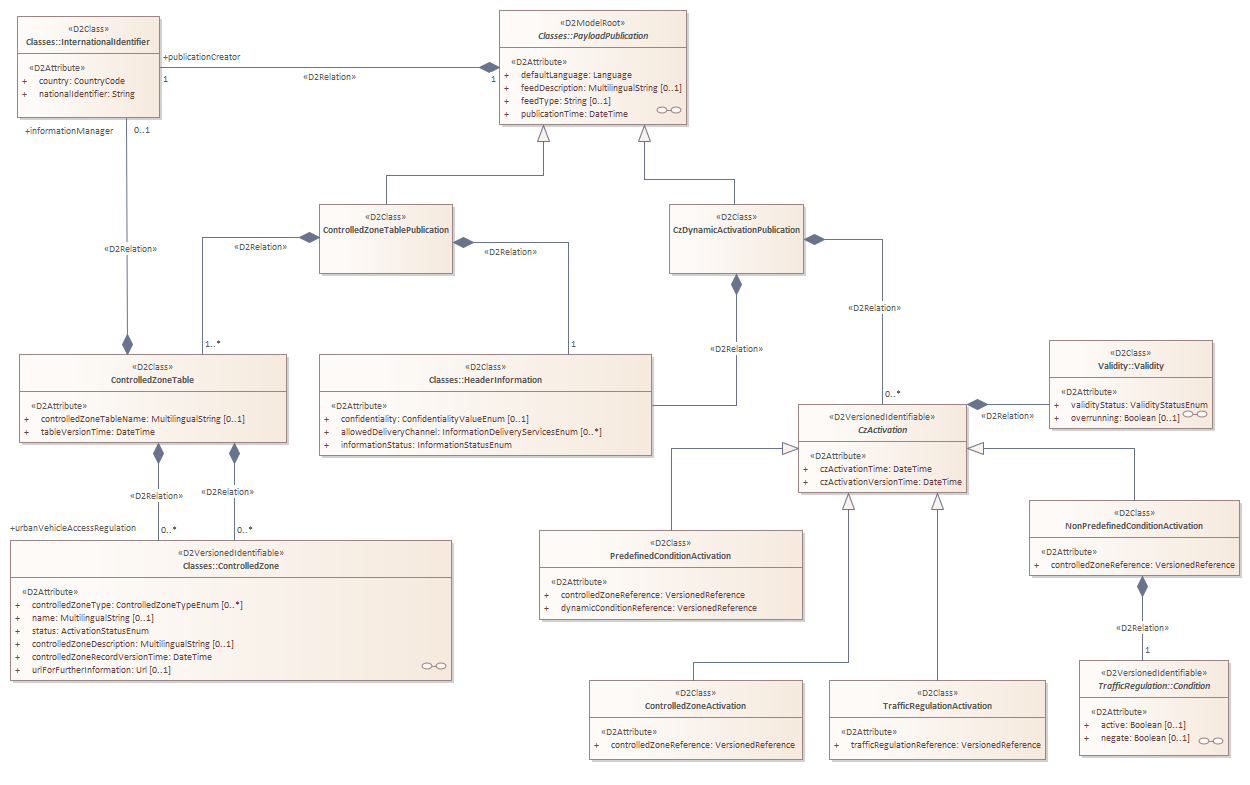 «D2Class»
Classes::InternationalIdentifier
«D2Attribute»
+ country: CountryCode
+ nationalIdentifier: String
«D2ModelRoot»
Classes::PayloadPublication
«D2Attribute»
+ defaultLanguage: Language
+ feedDescription: MultilingualString [0..1]
+ feedType: String [0..1]
+ publicationTime: DateTime
+publicationCreator
«D2Relation»
1
1
+informationManager
0..1
«D2Relation»
«D2Class»
ControlledZoneTablePublication
«D2Class»
CzDynamicActivationPublication
«D2Relation»
«D2Relation»
1..*
1
«D2Relation»
«D2Relation»
0..*
«D2Class»
ControlledZoneTable
«D2Attribute»
+ controlledZoneTableName: MultilingualString [0..1]
+ tableVersionTime: DateTime
«D2Class»
Classes::HeaderInformation
«D2Attribute»
+ confidentiality: ConfidentialityValueEnum [0..1]
+ allowedDeliveryChannel: InformationDeliveryServicesEnum [0..*]
+ informationStatus: InformationStatusEnum
«D2VersionedIdentifiable»
CzActivation
«D2Attribute»
+ czActivationTime: DateTime
+ czActivationVersionTime: DateTime
«D2Relation»
«D2Class»
Validity::Validity
«D2Attribute»
+ validityStatus: ValidityStatusEnum
+ overrunning: Boolean [0..1]
«D2Relation»
«D2Relation»
+urbanVehicleAccessRegulation
0..*
0..*
«D2VersionedIdentifiable»
Classes::ControlledZone
«D2Attribute»
+ controlledZoneType: ControlledZoneTypeEnum [0..*]
+ name: MultilingualString [0..1]
+ status: ActivationStatusEnum
+ controlledZoneDescription: MultilingualString [0..1]
+ controlledZoneRecordVersionTime: DateTime
+ urlForFurtherInformation: Url [0..1]
«D2Class»
PredefinedConditionActivation
«D2Attribute»
+ controlledZoneReference: VersionedReference
+ dynamicConditionReference: VersionedReference
«D2Class»
NonPredefinedConditionActivation
«D2Attribute»
+ controlledZoneReference: VersionedReference
«D2Relation»
1
«D2Class»
ControlledZoneActivation
«D2Attribute»
+ controlledZoneReference: VersionedReference
«D2Class»
TrafficRegulationActivation
«D2Attribute»
+ trafficRegulationReference: VersionedReference
«D2VersionedIdentifiable»
TrafficRegulation::Condition
«D2Attribute»
+ active: Boolean [0..1]
+ negate: Boolean [0..1]